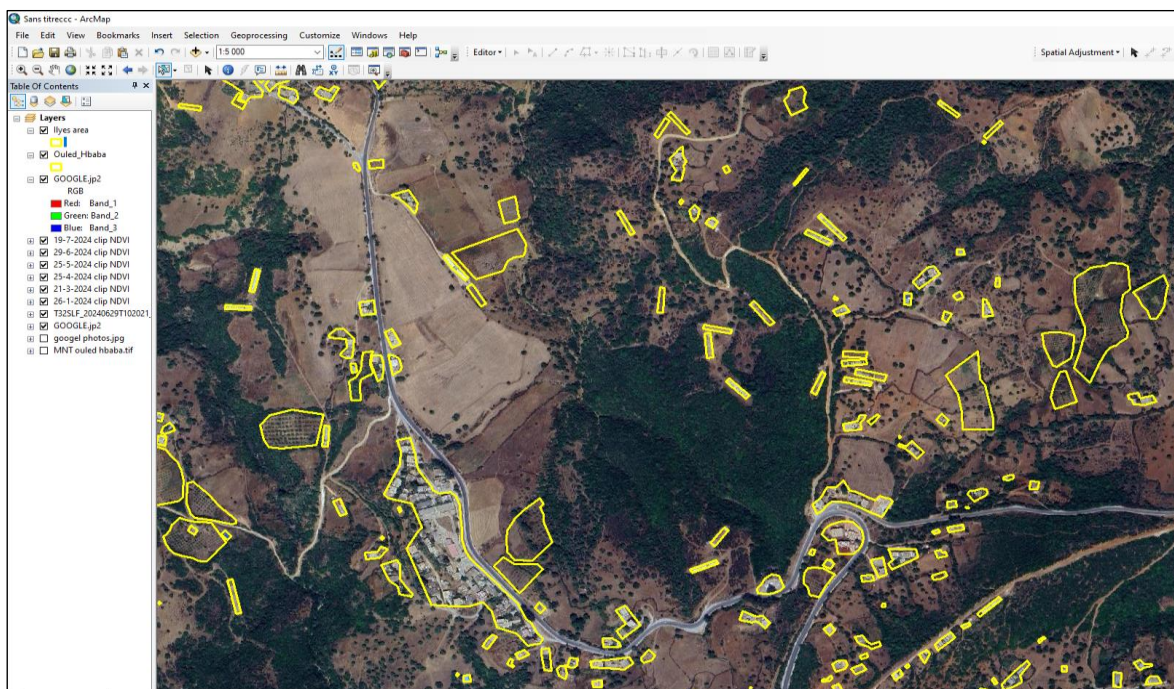 Sans titreccc - ArcMap
File Edit View Bookmarks Insert Selection Geoprocessing Customize Windows Help
1:5 000
Editor
Spatial Adjustment
Table Of Contents
Layers
Ilyes area
Ouled_Hbaba
GOOGLE.jp2
RGB
Red: Band_1
Green: Band_2
Blue: Band_3
19-7-2024 clip NDVI
29-6-2024 clip NDVI
25-5-2024 clip NDVI
25-4-2024 clip NDVI
21-3-2024 clip NDVI
26-1-2024 clip NDVI
T32SLF_20240629T102021_
GOOGLE.jp2
googel photos.jpg
MNT ouled hbaba.tif